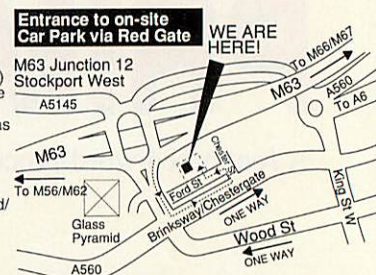 Entrance to on-site
Car Park via Red Gate
WE ARE
HERE!
M63 Junction 12
Stockport West
A5145
To M66/M67
M63
A560
To A6
M63
To M56/M62
Chester St
Ford St
Brinksway/Chestergate
ONE WAY
King St W
Glass
Pyramid
Wood St
ONE WAY
A560